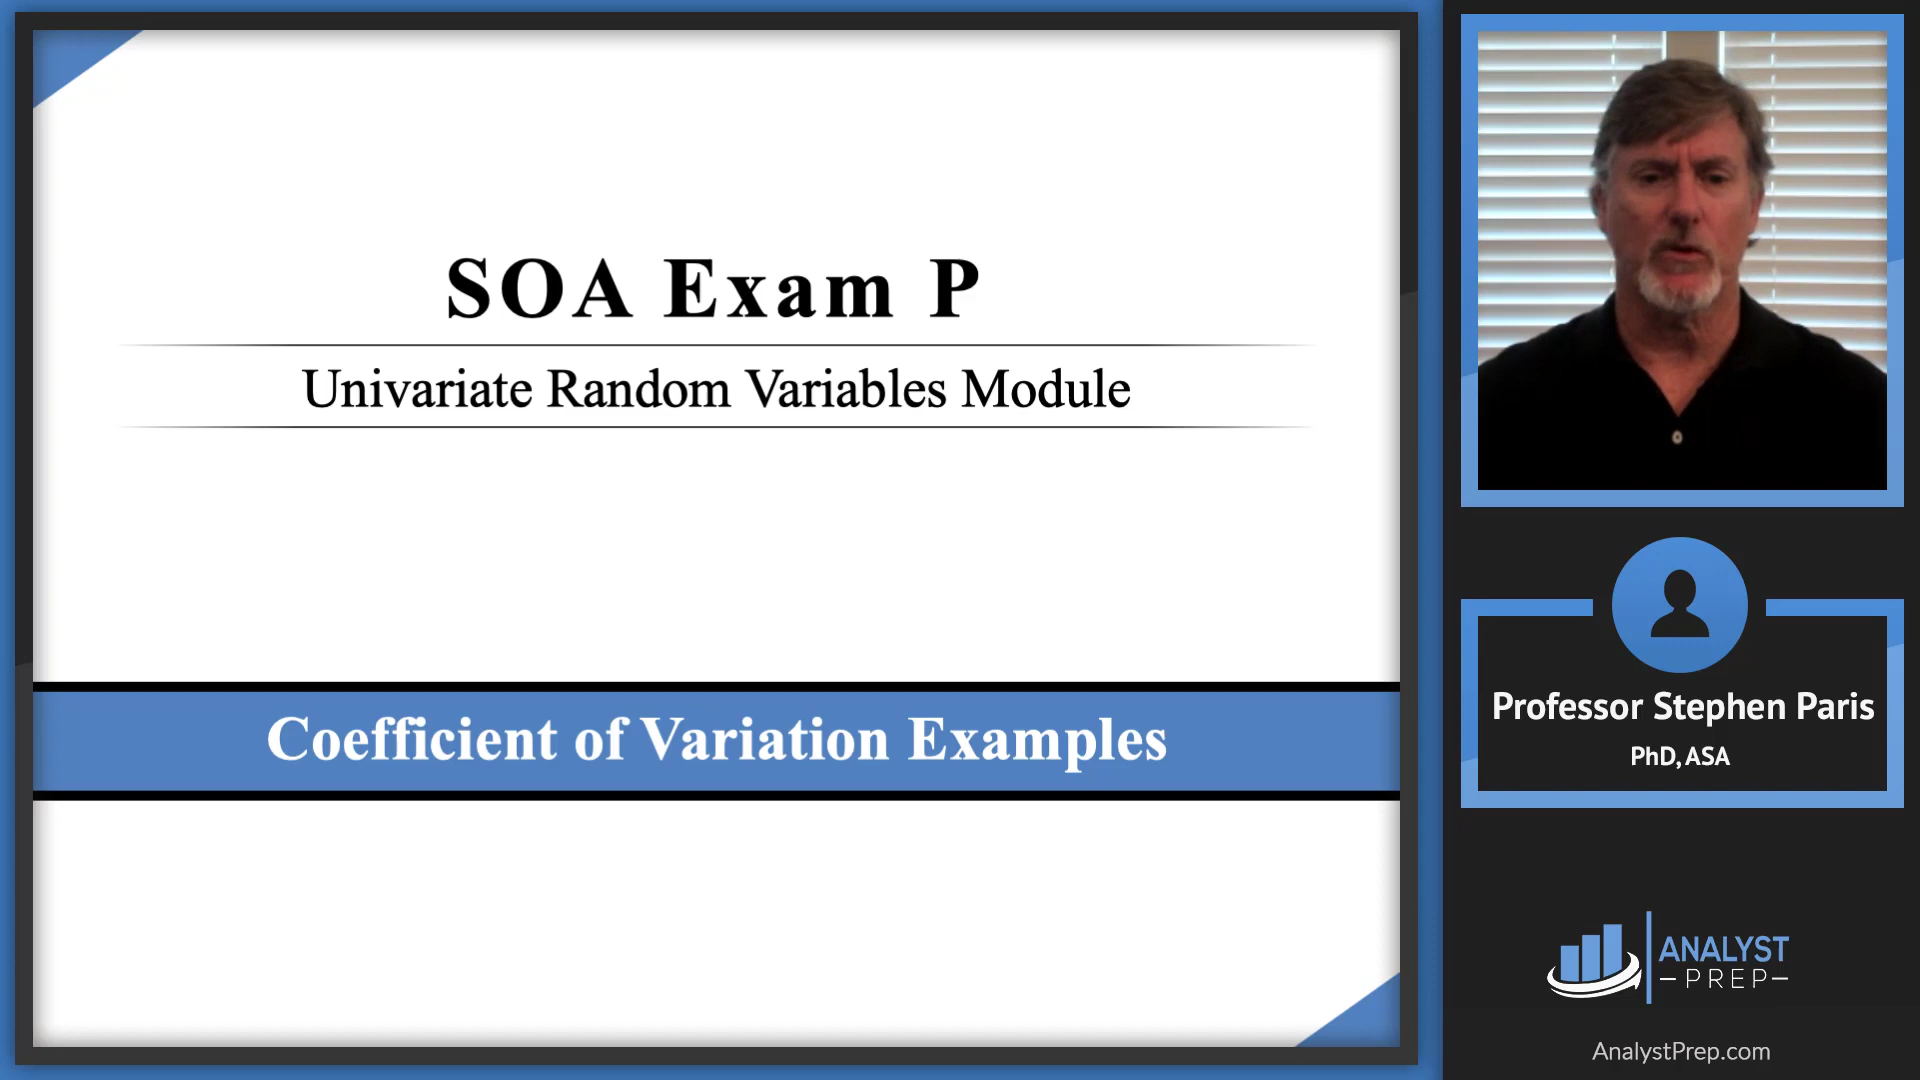 SOA Exam P
Univariate Random Variables Module
Coefficient of Variation Examples
Professor Stephen Paris
PhD, ASA
ANALYST
PREP
AnalystPrep.com